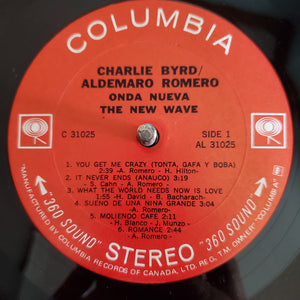 COLUMBIA
CHARLIE BYRD/
ALDEMARO ROMERO
ONDA NUEVA
THE NEW WAVE
C 31025
SIDE 1
AL 31025
1. YOU GET ME CRAZY (TONTA, GAFA Y BOBA)
2:39 -A. Romero- -H. Hilton-
2. IT NEVER ENDS (ANAUCO) 3:19
-S. Cahn - A. Romero-
3. WHAT THE WORLD NEEDS NOW IS LOVE
1:55 -H. David - B. Bacharach-
4. SUENO DE UNA NINA GRANDE 3:04
-A. Romero-
5. MOLIENDO CAFE 2:11
-H. Blanco - J. Munzo-
6. ROMANCE 2:44
-A. Romero-
"360 SOUND" STEREO "360 SOUND"
MANUFACTURED BY COLUMBIA RECORDS OF CANADA, LTD. REG. T.M. OWNER "COLUMBIA"